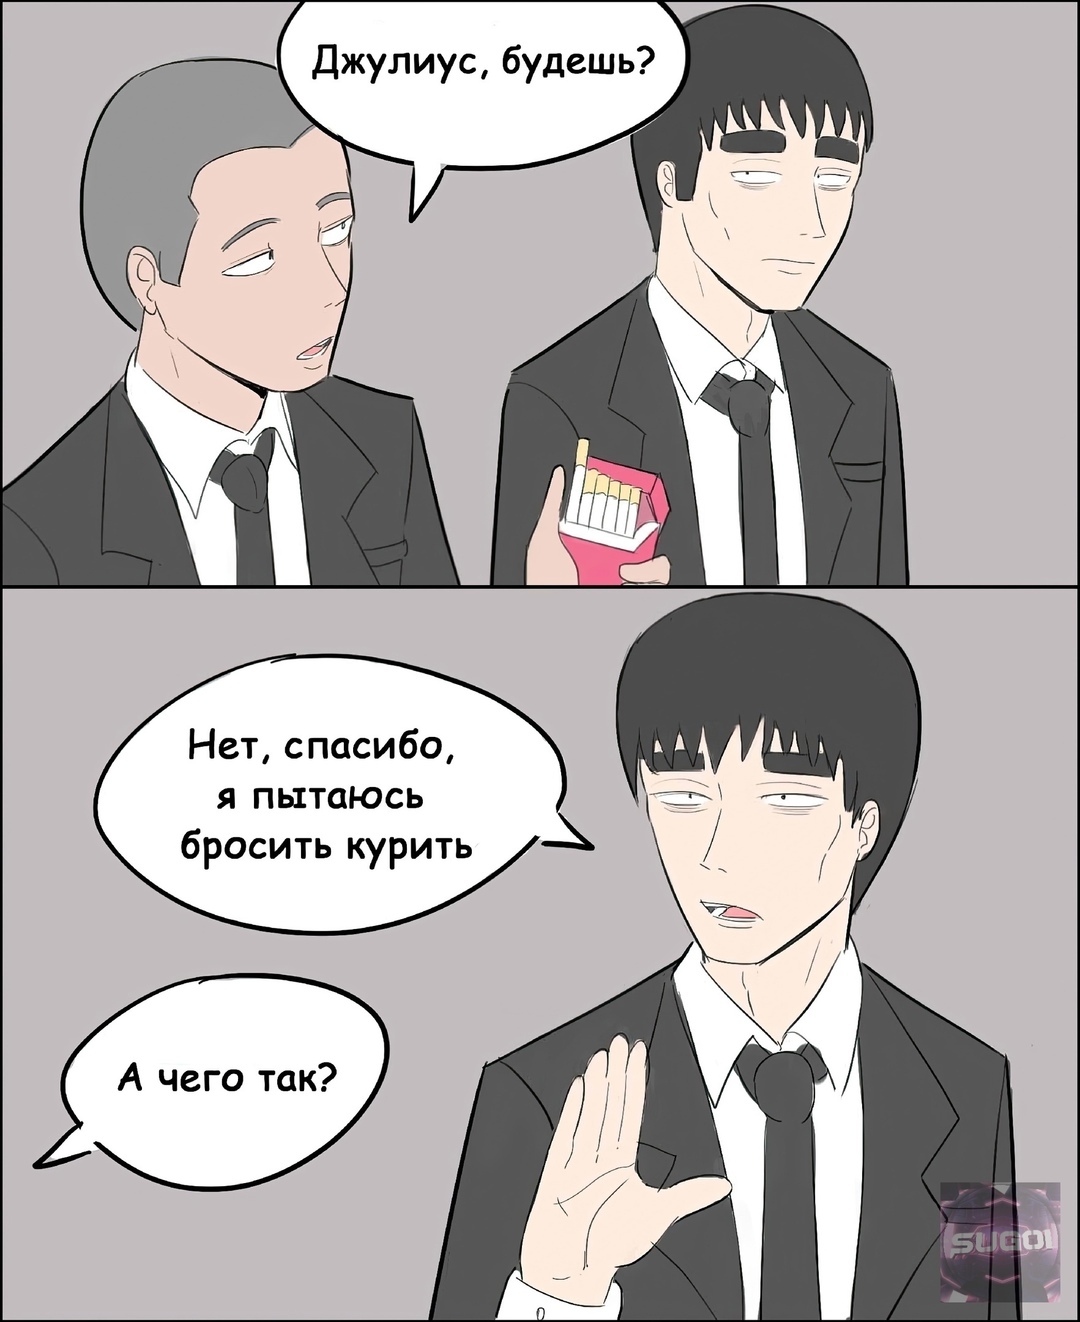 Джулиус, будешь?
Нет, спасибо,
я пытаюсь
бросить курить
А чего так?
SUGOI